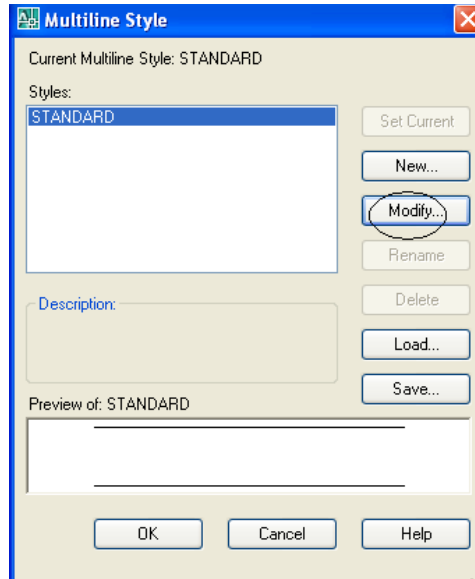 Multiline Style
Current Multiline Style: STANDARD
Styles:
STANDARD
Set Current
New...
Modify...
Rename
Delete
Description:
Load...
Save...
Preview of: STANDARD
OK Cancel Help